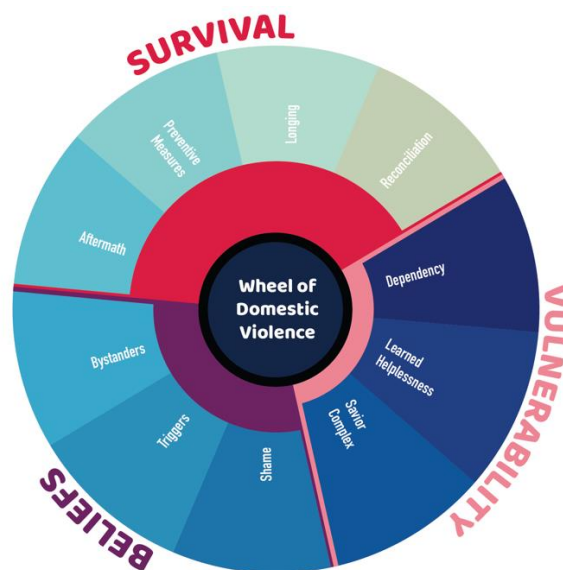 SURVIVAL
Preventive
Measures
Longing
Reconciliation
Aftermath
Dependency
Wheel of
Domestic
Violence
VULNERABILITY
Bystanders
Learned
Helplessness
Triggers
Savior
Complex
Shame
BELIEFS